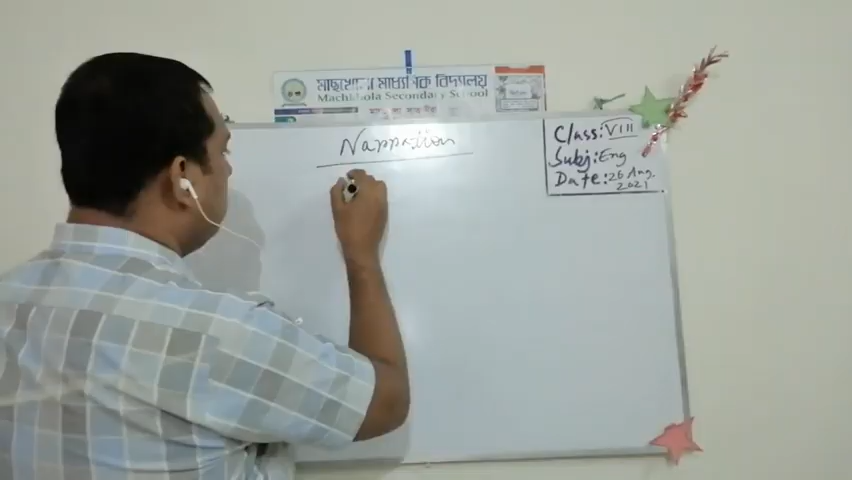 মাছখোলা মাধ্যমিক বিদ্যালয়
Machkhola Secondary School
Narration
Class: VIII
Subj: Eng
Date: 26 Aug.
2021